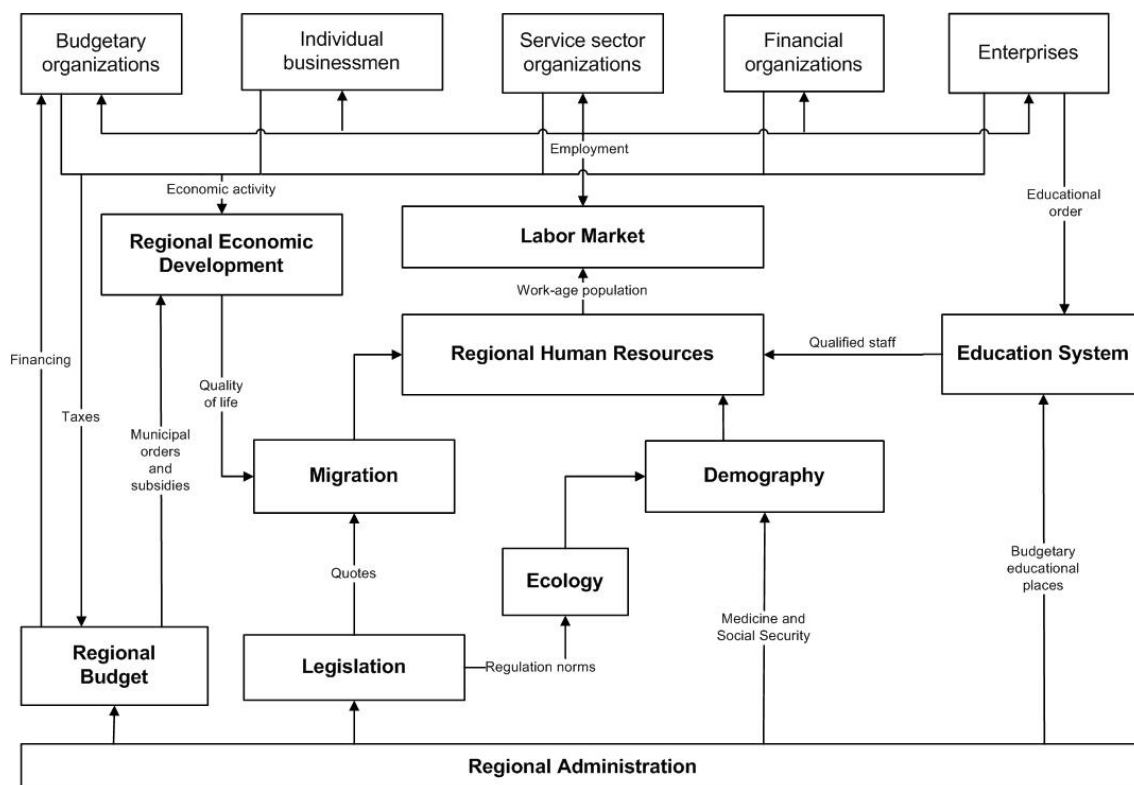 Budgetary
organizations
Individual
businessmen
Service sector
organizations
Financial
organizations
Enterprises
Employment
Economic activity
Educational
order
Regional Economic
Development
Labor Market
Work-age population
Regional Human Resources
Qualified staff
Education System
Financing
Taxes
Quality
of life
Municipal
orders
and
subsidies
Migration
Demography
Quotes
Ecology
Budgetary
educational
places
Medicine and
Social Security
Regional
Budget
Legislation
Regulation norms
Regional Administration